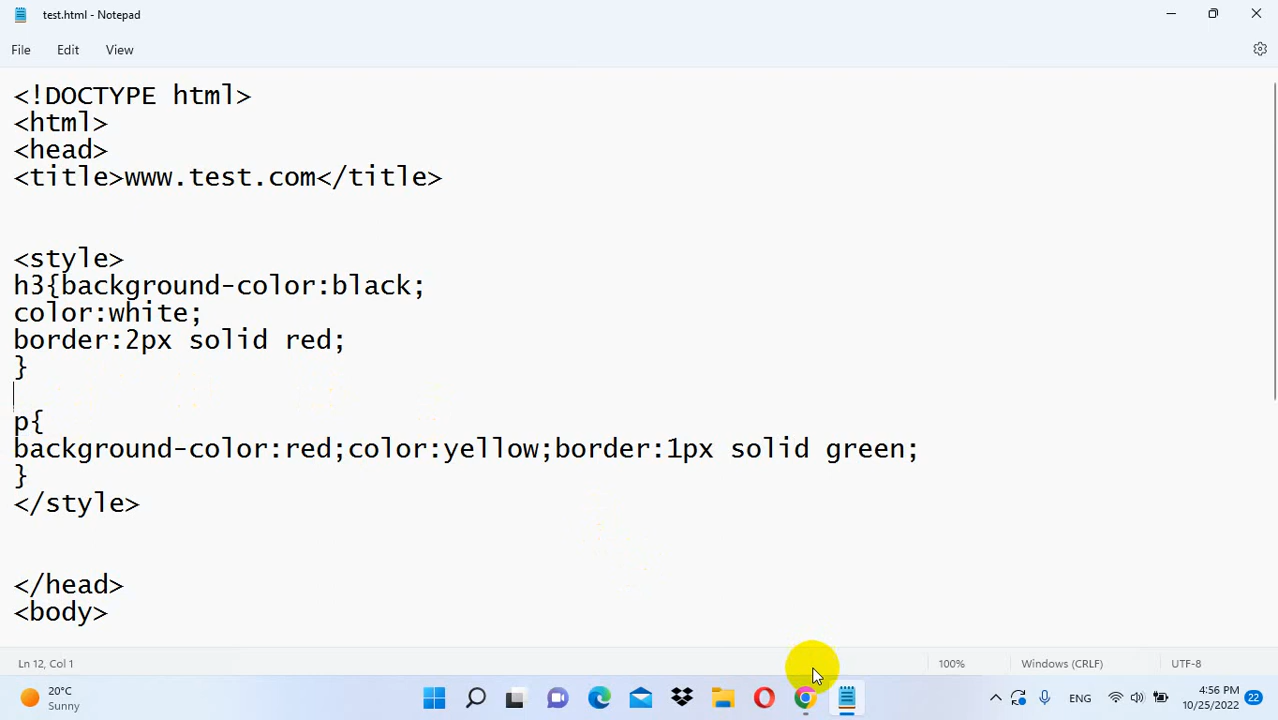 test.html - Notepad
File Edit View
<!DOCTYPE html>
<html>
<head>
<title>www.test.com</title>
<style>
h3{background-color:black;
color:white;
border:2px solid red;
}
p{
background-color:red;color:yellow;border:1px solid green;
}
</style>
</head>
<body>
Ln 12, Col 1 100% Windows (CRLF) UTF-8
20°C
Sunny
ENG
4:56 PM
10/25/2022
22